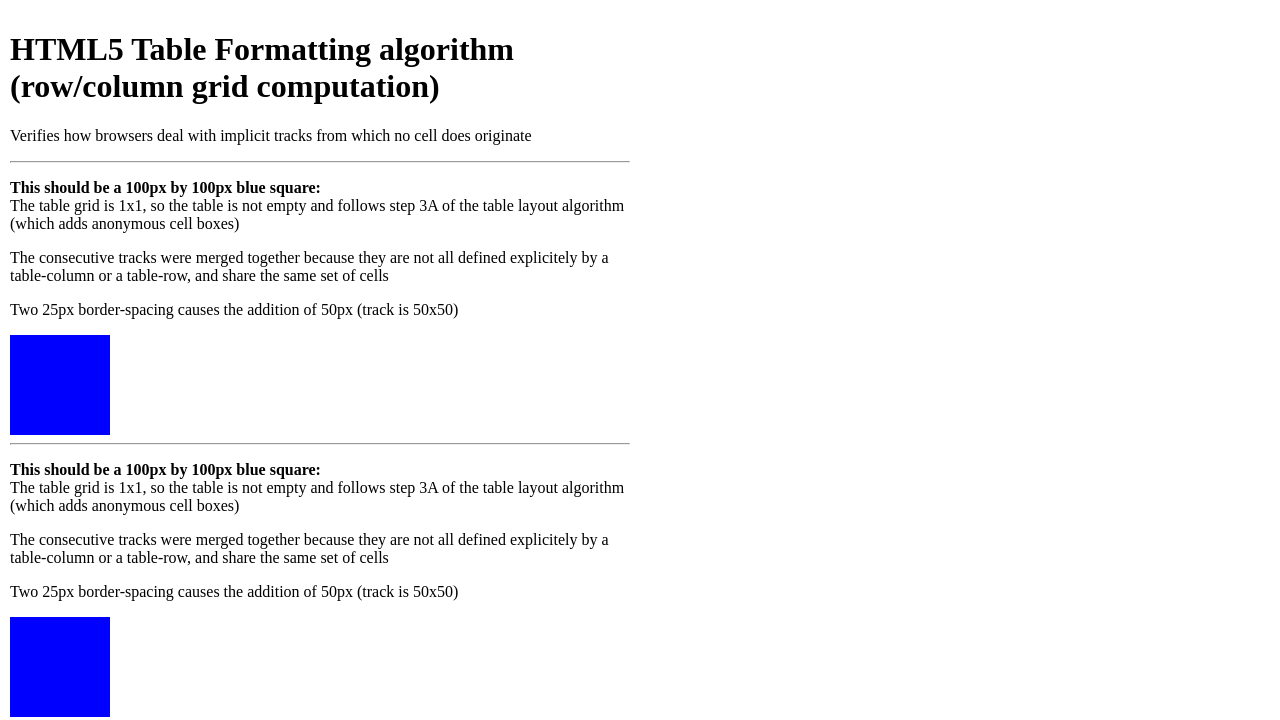 HTML5 Table Formatting algorithm
(row/column grid computation)
Verifies how browsers deal with implicit tracks from which no cell does originate
This should be a 100px by 100px blue square:
The table grid is 1x1, so the table is not empty and follows step 3A of the table layout algorithm
(which adds anonymous cell boxes)
The consecutive tracks were merged together because they are not all defined explicitely by a
table-column or a table-row, and share the same set of cells
Two 25px border-spacing causes the addition of 50px (track is 50x50)
This should be a 100px by 100px blue square:
The table grid is 1x1, so the table is not empty and follows step 3A of the table layout algorithm
(which adds anonymous cell boxes)
The consecutive tracks were merged together because they are not all defined explicitely by a
table-column or a table-row, and share the same set of cells
Two 25px border-spacing causes the addition of 50px (track is 50x50)